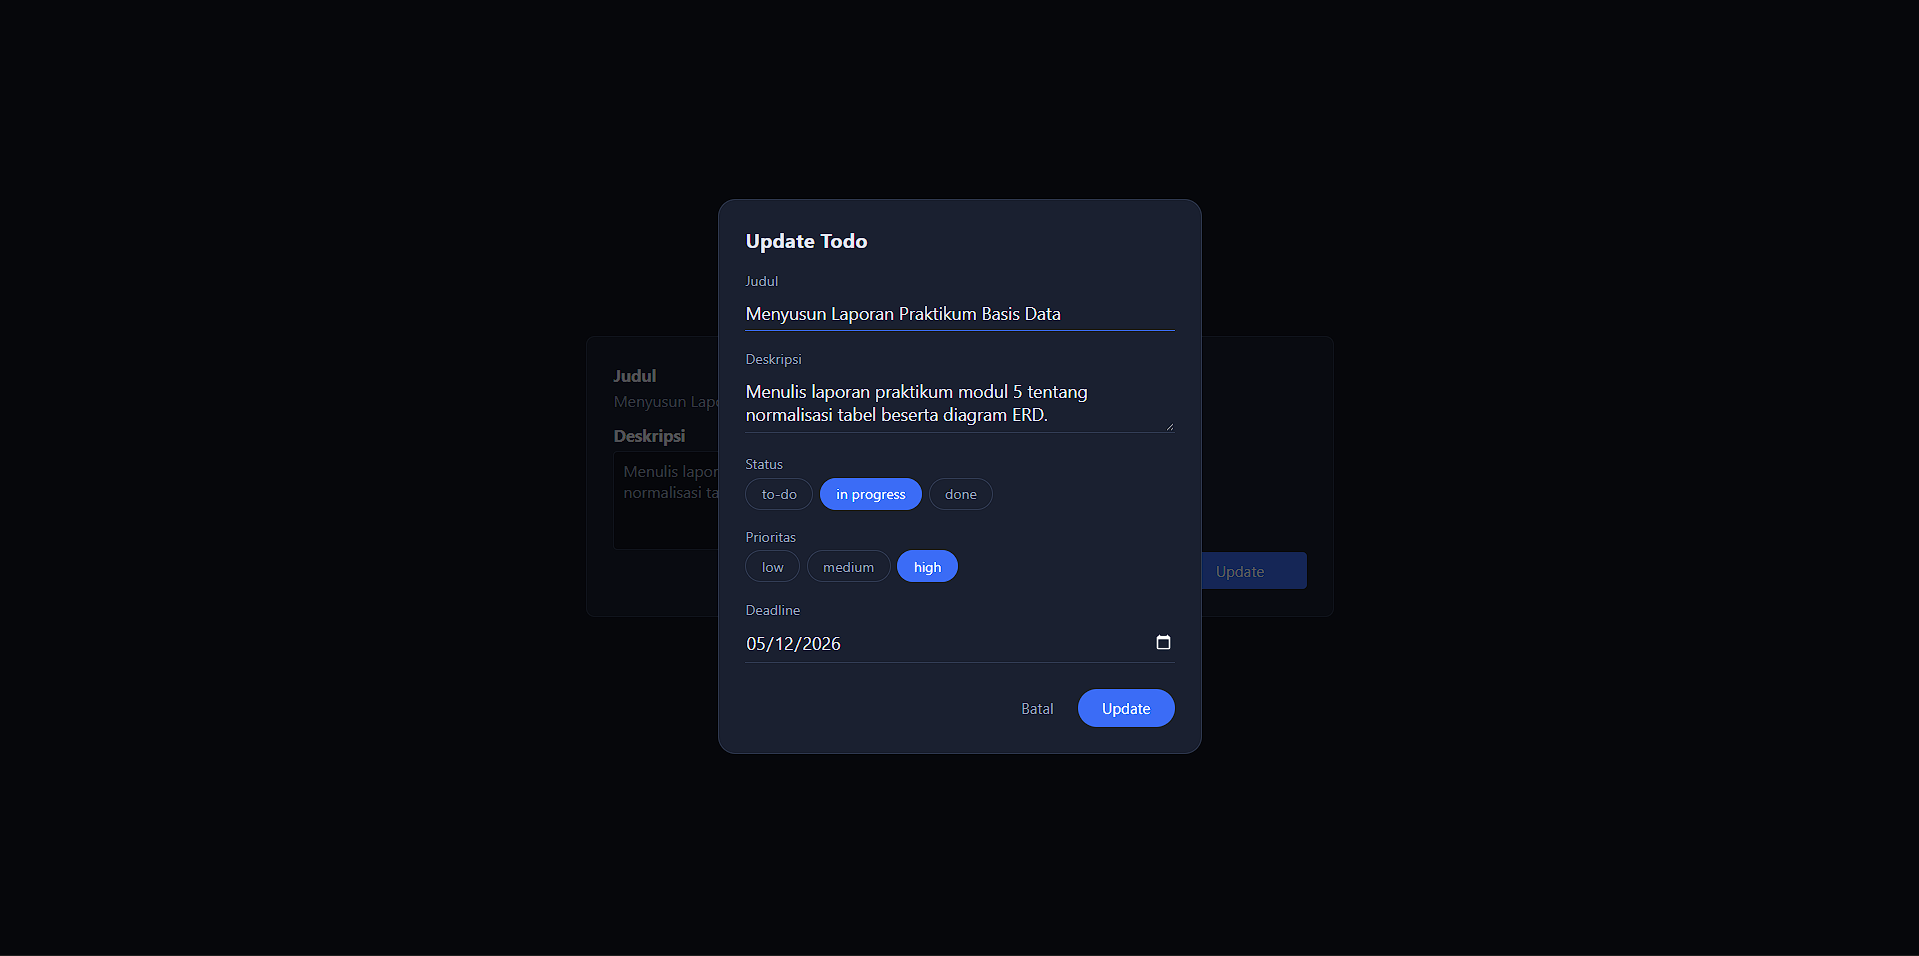 Update Todo
Judul
Menyusun Laporan Praktikum Basis Data
Deskripsi
Menulis laporan praktikum modul 5 tentang
normalisasi tabel beserta diagram ERD.
Status
to-do in progress done
Prioritas
low medium high
Deadline
05/12/2026
Batal Update
Judul
Menyusun Lapo
Deskripsi
Menulis lapor
normalisasi ta
Update